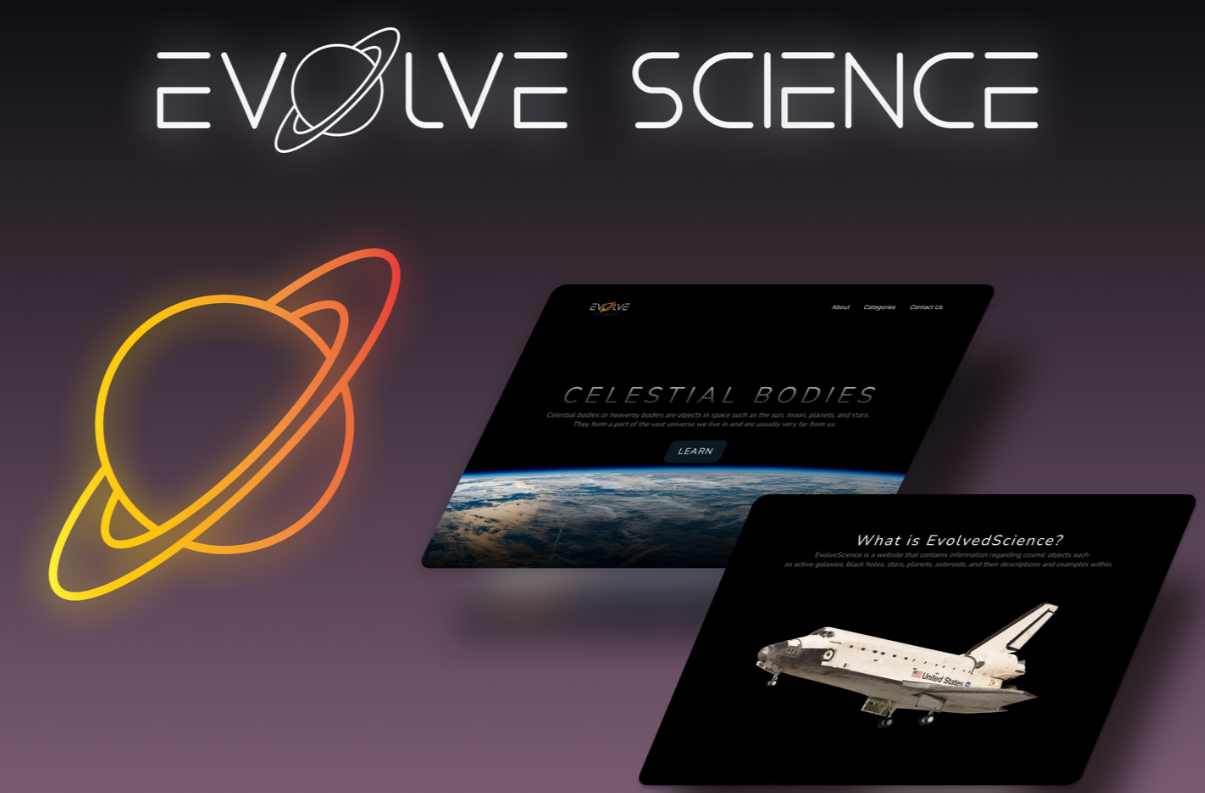 EVOLVE SCIENCE
EVOLVE
About Categories Contact Us
CELESTIAL BODIES
Celestial bodies or heavenly bodies are objects in space such as the sun, moon, planets, and stars.
They form a part of the vast universe we live in and are usually very far from us.
LEARN
What is EvolvedScience?
EvolveScience is a website that contains information regarding cosmic objects such
as active galaxies, black holes, stars, planets, asteroids, and their descriptions and examples within.
United States